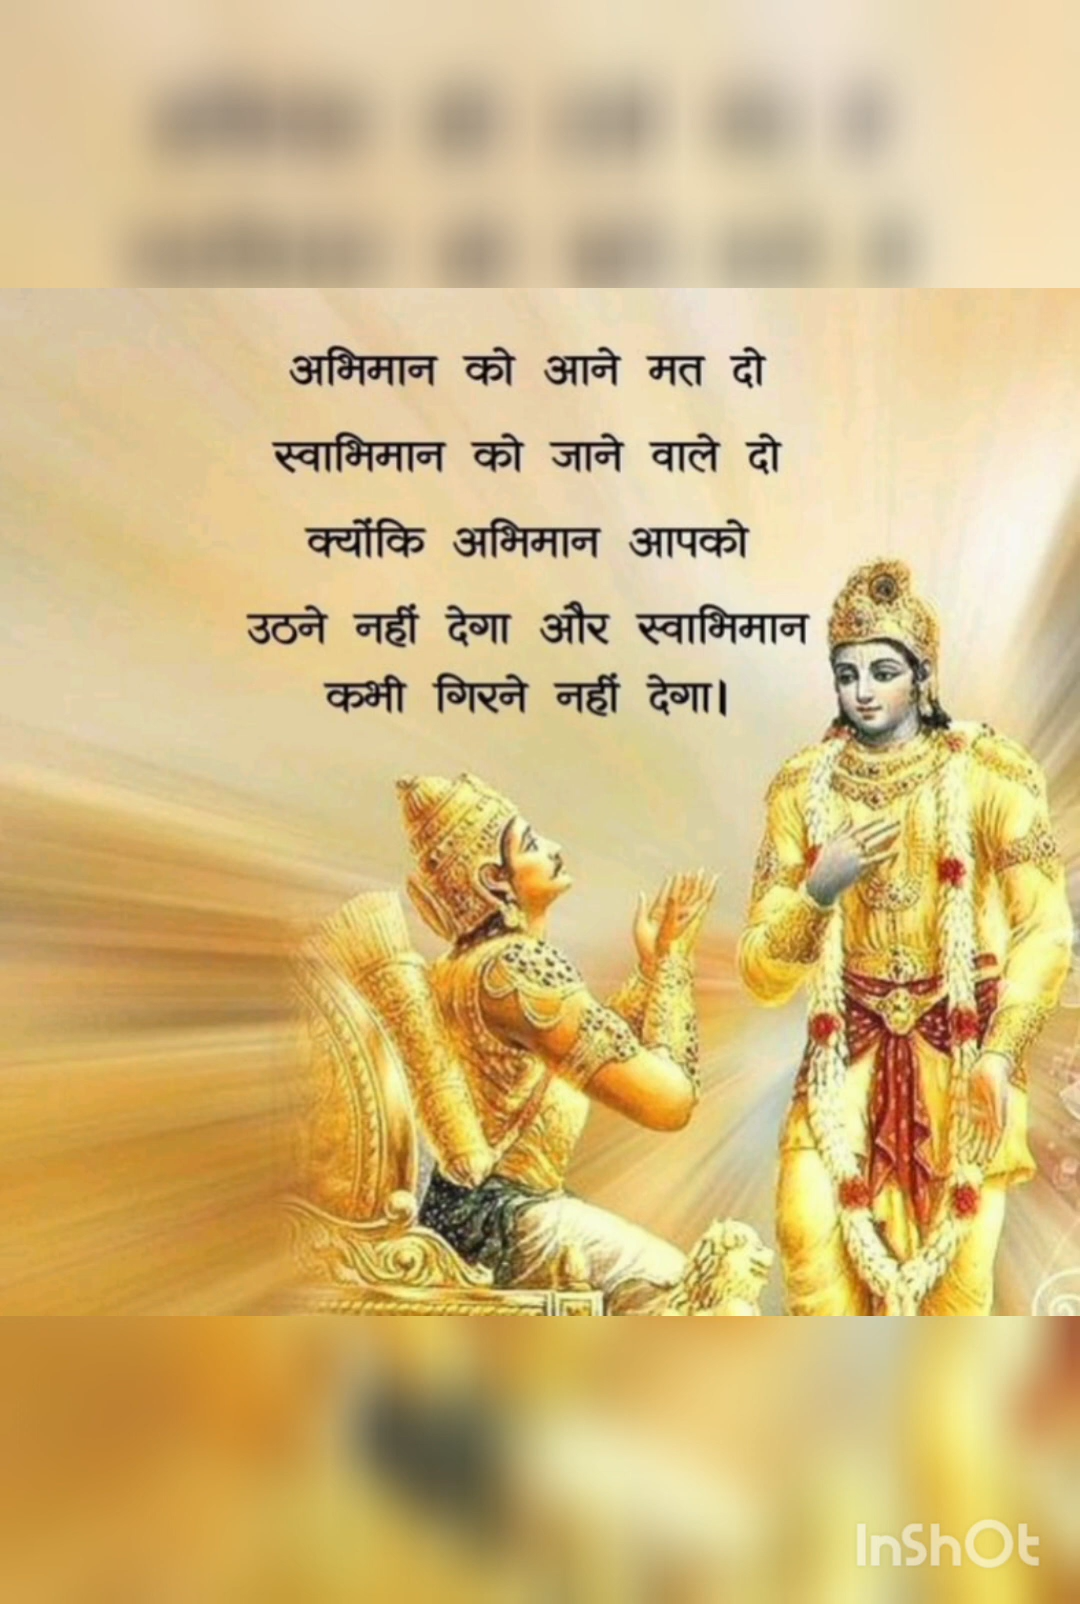 अभिमान को आने मत दो
स्वाभिमान को जाने वाले दो
क्योंकि अभिमान आपको
उठने नहीं देगा और स्वाभिमान
कभी गिरने नहीं देगा।
InShOt